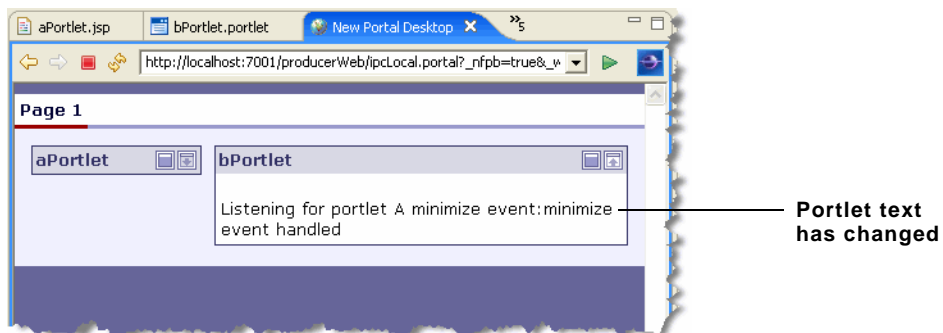 aPortlet.jsp
bPortlet.portlet
New Portal Desktop
»5
http://localhost:7001/producerWeb/ipcLocal.portal?_nfpb=true&_w
Page 1
aPortlet
bPortlet
Listening for portlet A minimize event:minimize
event handled
Portlet text
has changed